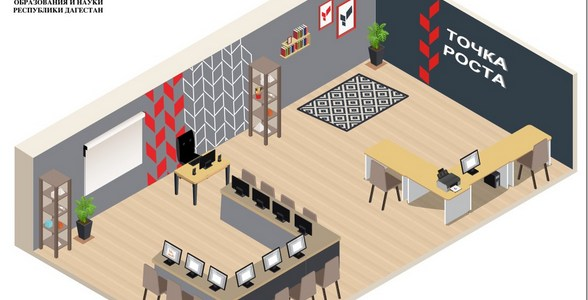 ОБРАЗОВАНИЯ И НАУКИ
РЕСПУБЛИКИ ДАГЕСТАН
ТОЧКА
РОСТА